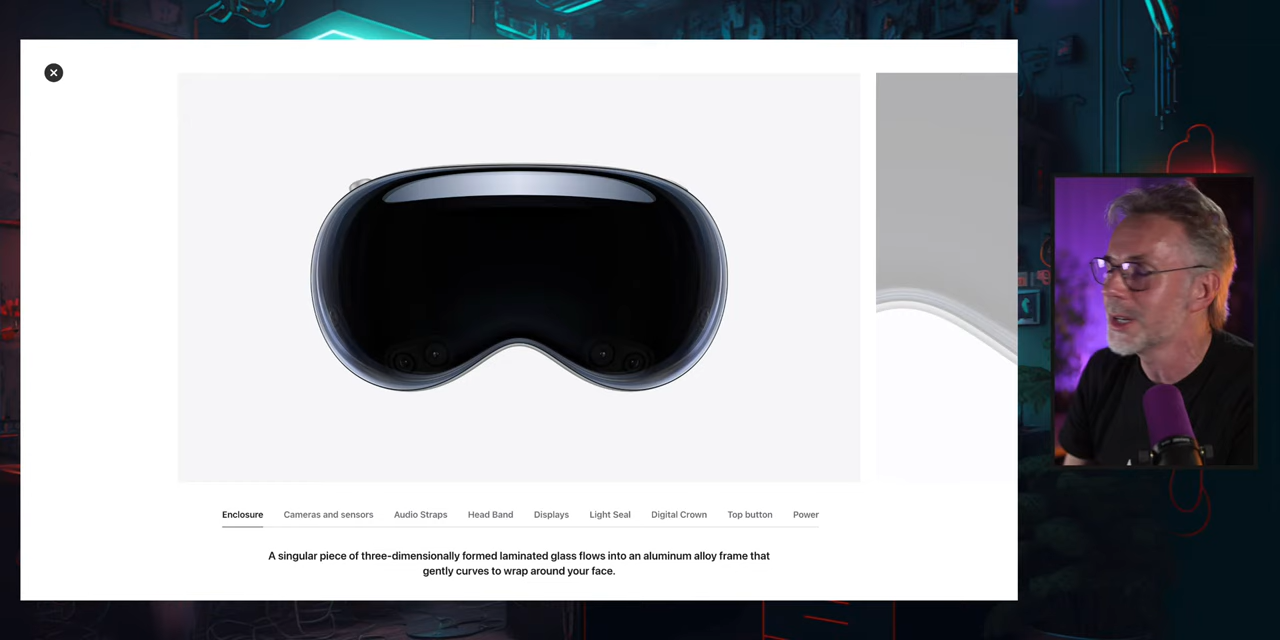 Enclosure Cameras and sensors Audio Straps Head Band Displays Light Seal Digital Crown Top button Power
A singular piece of three-dimensionally formed laminated glass flows into an aluminum alloy frame that
gently curves to wrap around your face.